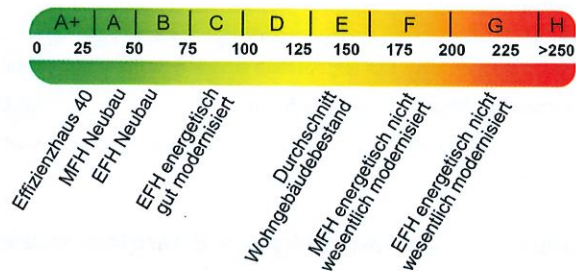 A+ A B C D E F G H
0 25 50 75 100 125 150 175 200 225 >250
Effizienzhaus 40
MFH Neubau
EFH Neubau
EFH energetisch
gut modernisiert
Durchschnitt
Wohngebäudebestand
MFH energetisch nicht
wesentlich modernisiert
EFH energetisch nicht
wesentlich modernisiert